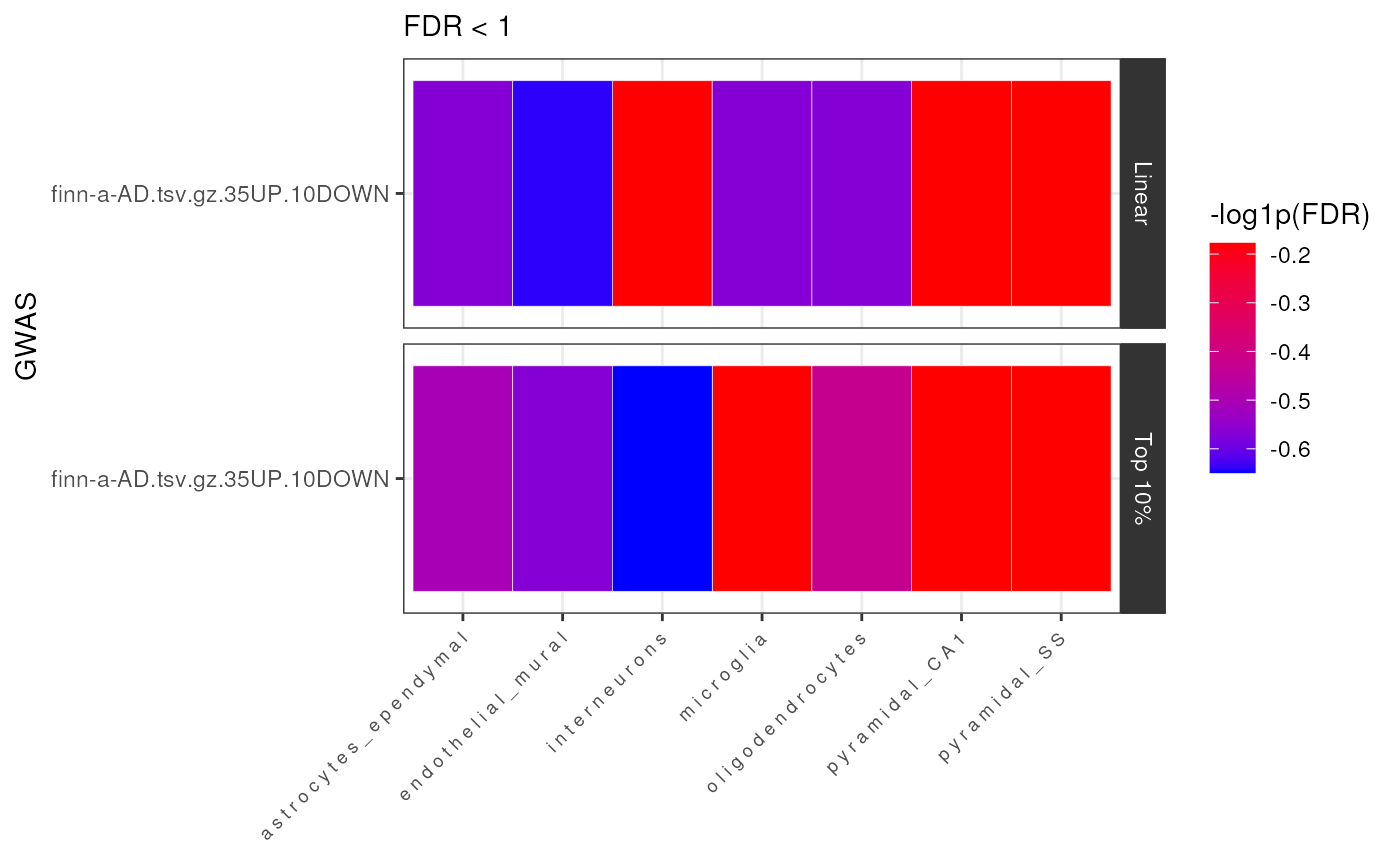 FDR < 1
GWAS
finn-a-AD.tsv.gz.35UP.10DOWN
Linear
finn-a-AD.tsv.gz.35UP.10DOWN
Top 10%
astrocytes_ependymal
endothelial_mural
interneurons
microglia
oligodendrocytes
pyramidal_CA1
pyramidal_SS
-log1p(FDR)
-0.2
-0.3
-0.4
-0.5
-0.6